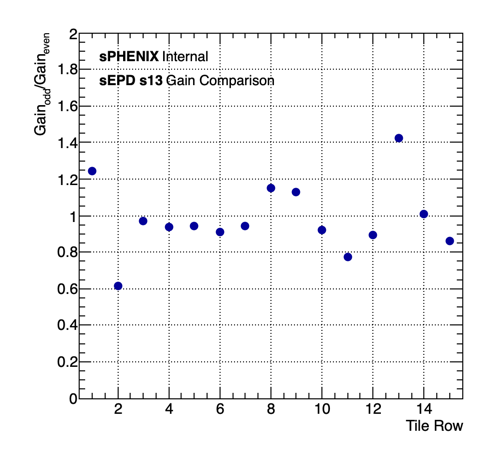 sPHENIX Internal
sEPD s13 Gain Comparison
Gain_odd/Gain_even
2
1.8
1.6
1.4
1.2
1
0.8
0.6
0.4
0.2
0
2 4 6 8 10 12 14
Tile Row